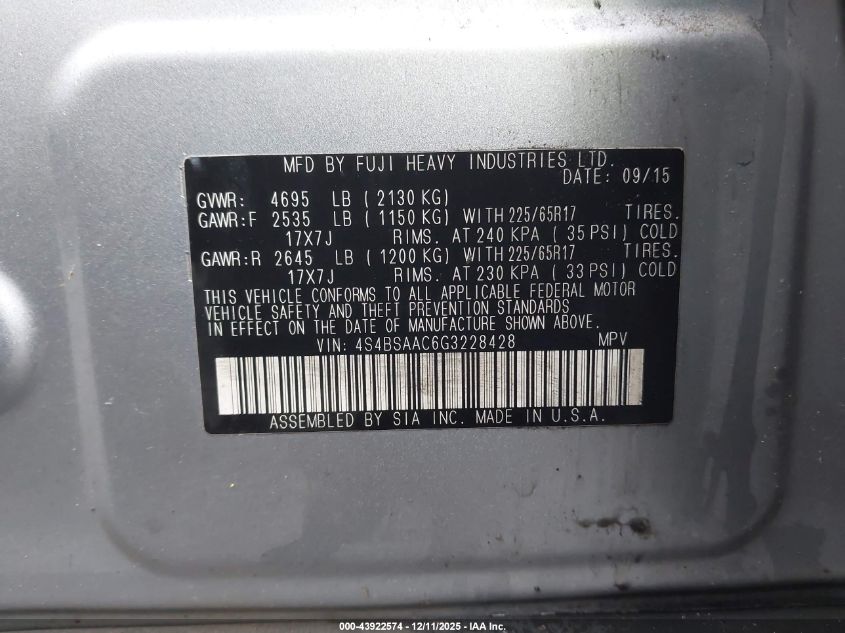 MFD BY FUJI HEAVY INDUSTRIES LTD.
DATE: 09/15
GVWR: 4695 LB ( 2130 KG)
GAWR:F 2535 LB ( 1150 KG) WITH 225/65R17 TIRES.
17X7J RIMS. AT 240 KPA ( 35 PSI) COLD
GAWR:R 2645 LB ( 1200 KG) WITH 225/65R17 TIRES.
17X7J RIMS. AT 230 KPA ( 33 PSI) COLD
THIS VEHICLE CONFORMS TO ALL APPLICABLE FEDERAL MOTOR
VEHICLE SAFETY AND THEFT PREVENTION STANDARDS
IN EFFECT ON THE DATE OF MANUFACTURE SHOWN ABOVE.
VIN: 4S4BSAAC6G3228428 MPV
ASSEMBLED BY SIA INC. MADE IN U.S.A.
000-43922574 - 12/11/2025 - IAA Inc.